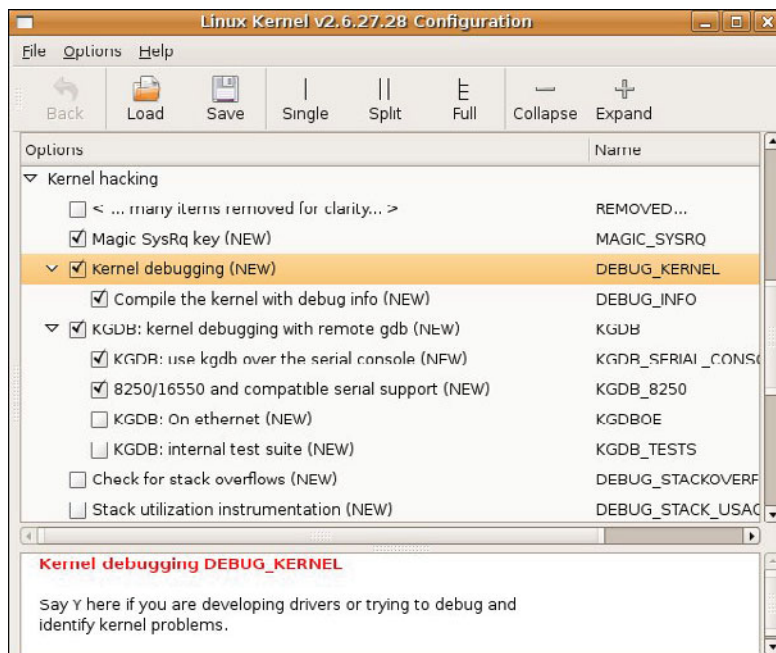 Linux Kernel v2.6.27.28 Configuration
File Options Help
Back Load Save Single Split Full Collapse Expand
Options Name
Kernel hacking
< ... many items removed for clarity... > REMOVED...
Magic SysRq key (NEW) MAGIC_SYSRQ
Kernel debugging (NEW) DEBUG_KERNEL
Compile the kernel with debug info (NEW) DEBUG_INFO
KGDB: kernel debugging with remote gdb (NEW) KGDB
KGDB: use kgdb over the serial console (NEW) KGDB_SERIAL_CONSO
8250/16550 and compatible serial support (NEW) KGDB_8250
KGDB: On ethernet (NEW) KGDBOE
KGDB: internal test suite (NEW) KGDB_TESTS
Check for stack overflows (NEW) DEBUG_STACKOVERF
Stack utilization instrumentation (NEW) DEBUG_STACK_USAG
Kernel debugging DEBUG_KERNEL
Say Y here if you are developing drivers or trying to debug and
identify kernel problems.